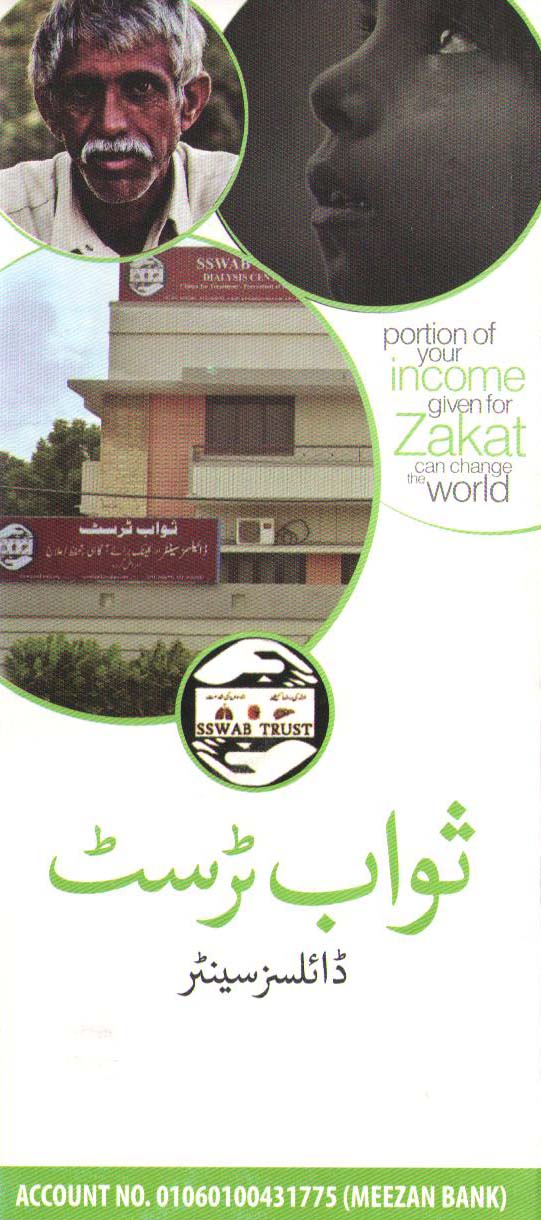 SSWAB
DIALYSIS CEN
portion of
your
income
given for
Zakat
can change
the world
ثواب ٹرسٹ
SSWAB TRUST
ثواب ٹرسٹ
ڈائلسز سینٹر
ACCOUNT NO. 01060100431775 (MEEZAN BANK)